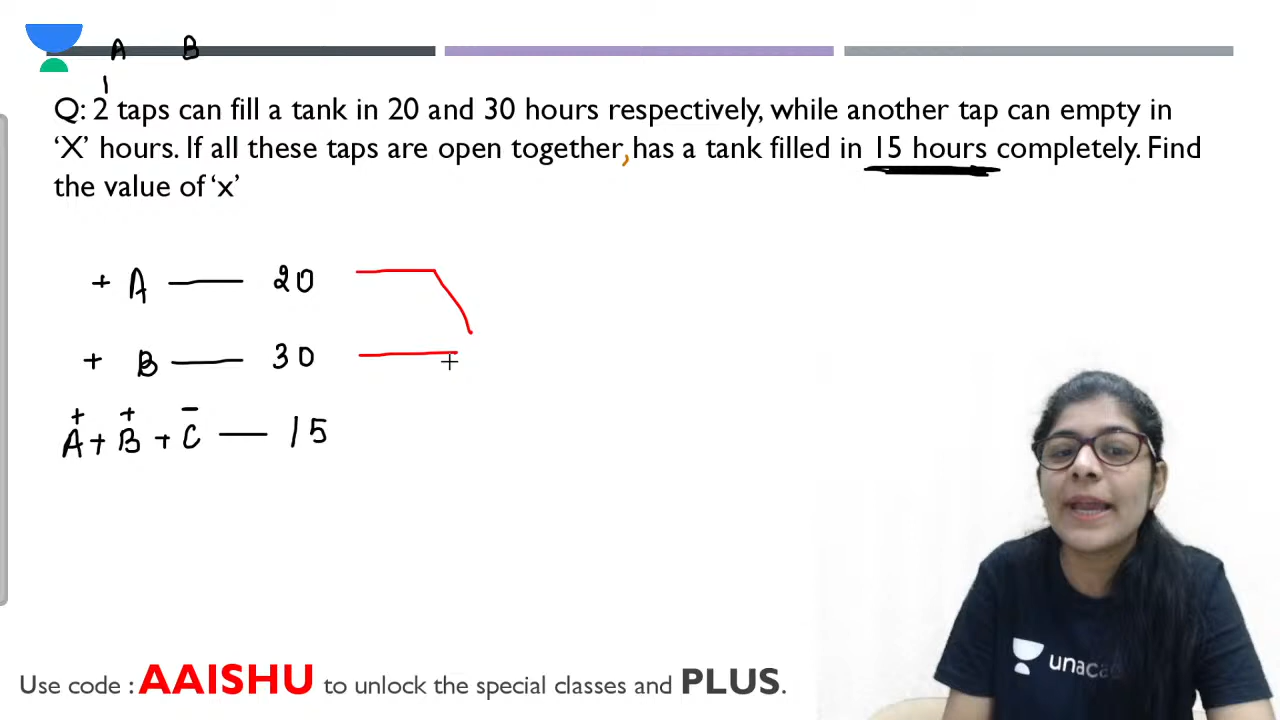 A B
Q: 2 taps can fill a tank in 20 and 30 hours respectively, while another tap can empty in
‘X’ hours. If all these taps are open together, has a tank filled in 15 hours completely. Find
the value of ‘x’
+ A — 20
+ B — 30
+ + −
A + B + C — 15
unacad
Use code : AAISHU to unlock the special classes and PLUS.